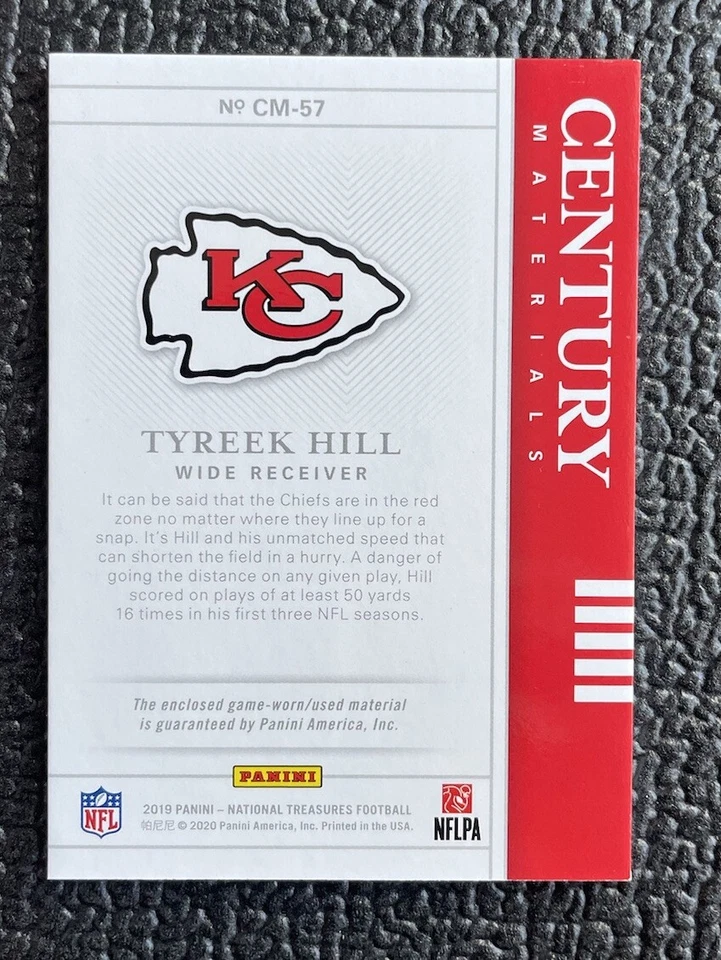 Nº CM-57
KC
TYREEK HILL
WIDE RECEIVER
It can be said that the Chiefs are in the red
zone no matter where they line up for a
snap. It's Hill and his unmatched speed that
can shorten the field in a hurry. A danger of
going the distance on any given play, Hill
scored on plays of at least 50 yards
16 times in his first three NFL seasons.
The enclosed game-worn/used material
is guaranteed by Panini America, Inc.
PANINI
2019 PANINI – NATIONAL TREASURES FOOTBALL
帕尼尼 © 2020 Panini America, Inc. Printed in the USA.
NFL
NFLPA
CENTURY
MATERIALS